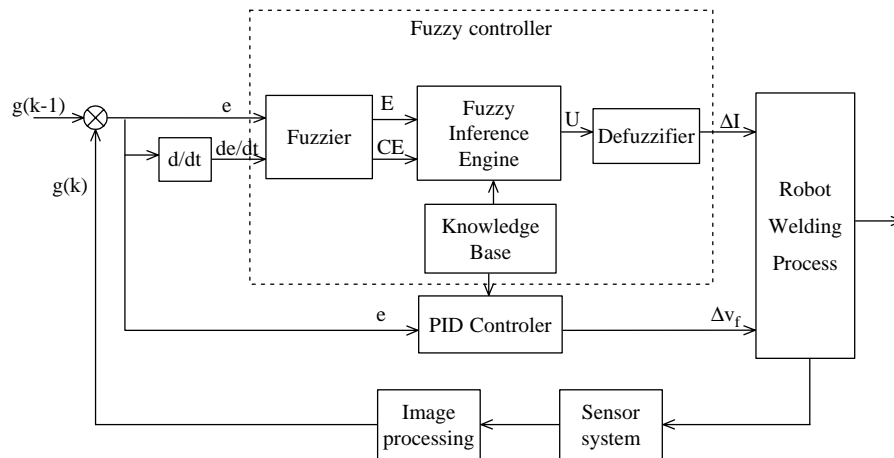 Fuzzy controller
g(k-1)
e
Fuzzier
E
CE
Fuzzy
Inference
Engine
U
Defuzzifier
ΔI
d/dt
de/dt
g(k)
Knowledge
Base
Robot
Welding
Process
e
PID Controler
Δv_f
Image
processing
Sensor
system